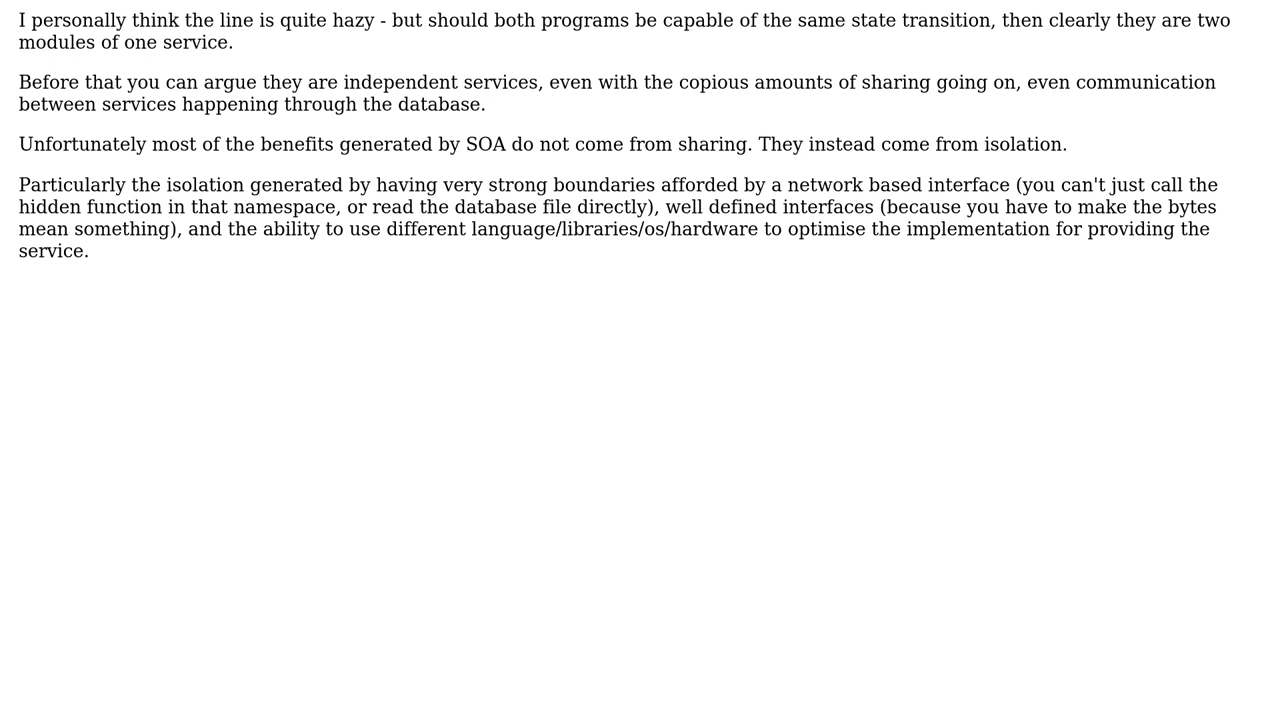 I personally think the line is quite hazy - but should both programs be capable of the same state transition, then clearly they are two
modules of one service.
Before that you can argue they are independent services, even with the copious amounts of sharing going on, even communication
between services happening through the database.
Unfortunately most of the benefits generated by SOA do not come from sharing. They instead come from isolation.
Particularly the isolation generated by having very strong boundaries afforded by a network based interface (you can't just call the
hidden function in that namespace, or read the database file directly), well defined interfaces (because you have to make the bytes
mean something), and the ability to use different language/libraries/os/hardware to optimise the implementation for providing the
service.